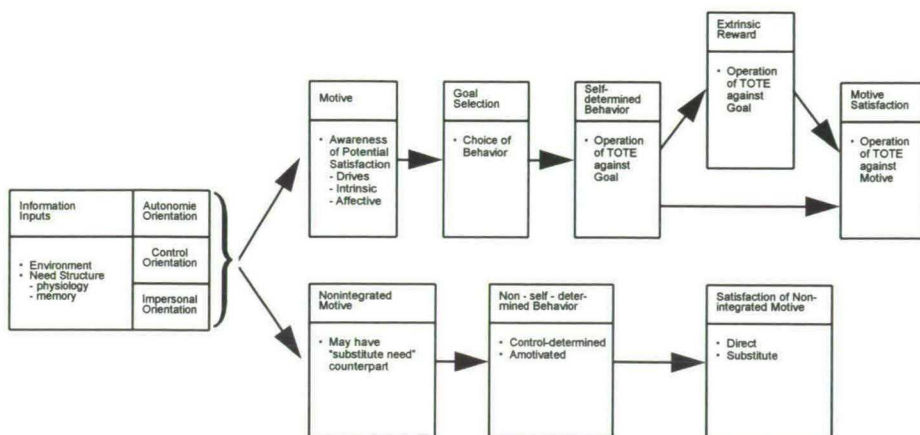 Information
Inputs
• Environment
• Need Structure
- physiology
- memory
Autonomie
Orientation
Control
Orientation
Impersonal
Orientation
Motive
• Awareness
of Potential
Satisfaction
- Drives
- Intrinsic
- Affective
Goal
Selection
• Choice of
Behavior
Self-
determined
Behavior
• Operation
of TOTE
against
Goal
Extrinsic
Reward
• Operation
of TOTE
against
Goal
Motive
Satisfaction
• Operation
of TOTE
against
Motive
Nonintegrated
Motive
• May have
"substitute need"
counterpart
Non - self - deter-
mined Behavior
• Control-determined
• Amotivated
Satisfaction of Non-
integrated Motive
• Direct
• Substitute